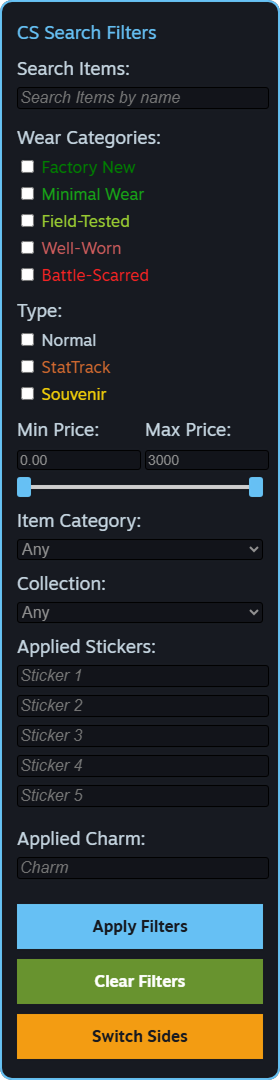 CS Search Filters
Search Items:
Search Items by name
Wear Categories:
Factory New
Minimal Wear
Field-Tested
Well-Worn
Battle-Scarred
Type:
Normal
StatTrack
Souvenir
Min Price: Max Price:
0.00 3000
Item Category:
Any
Collection:
Any
Applied Stickers:
Sticker 1
Sticker 2
Sticker 3
Sticker 4
Sticker 5
Applied Charm:
Charm
Apply Filters
Clear Filters
Switch Sides